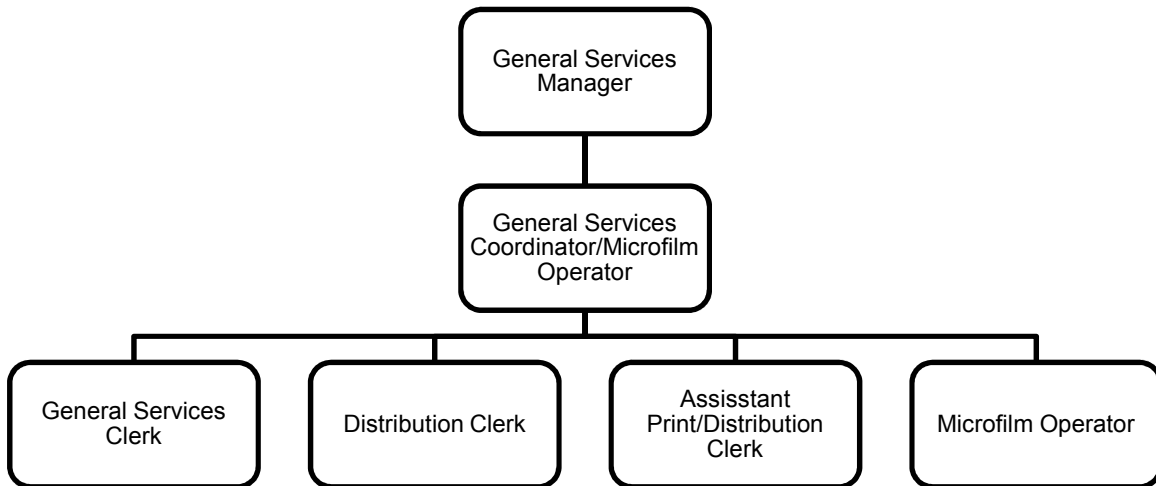 General Services
Manager
General Services
Coordinator/Microfilm
Operator
General Services
Clerk
Distribution Clerk
Assisstant
Print/Distribution
Clerk
Microfilm Operator